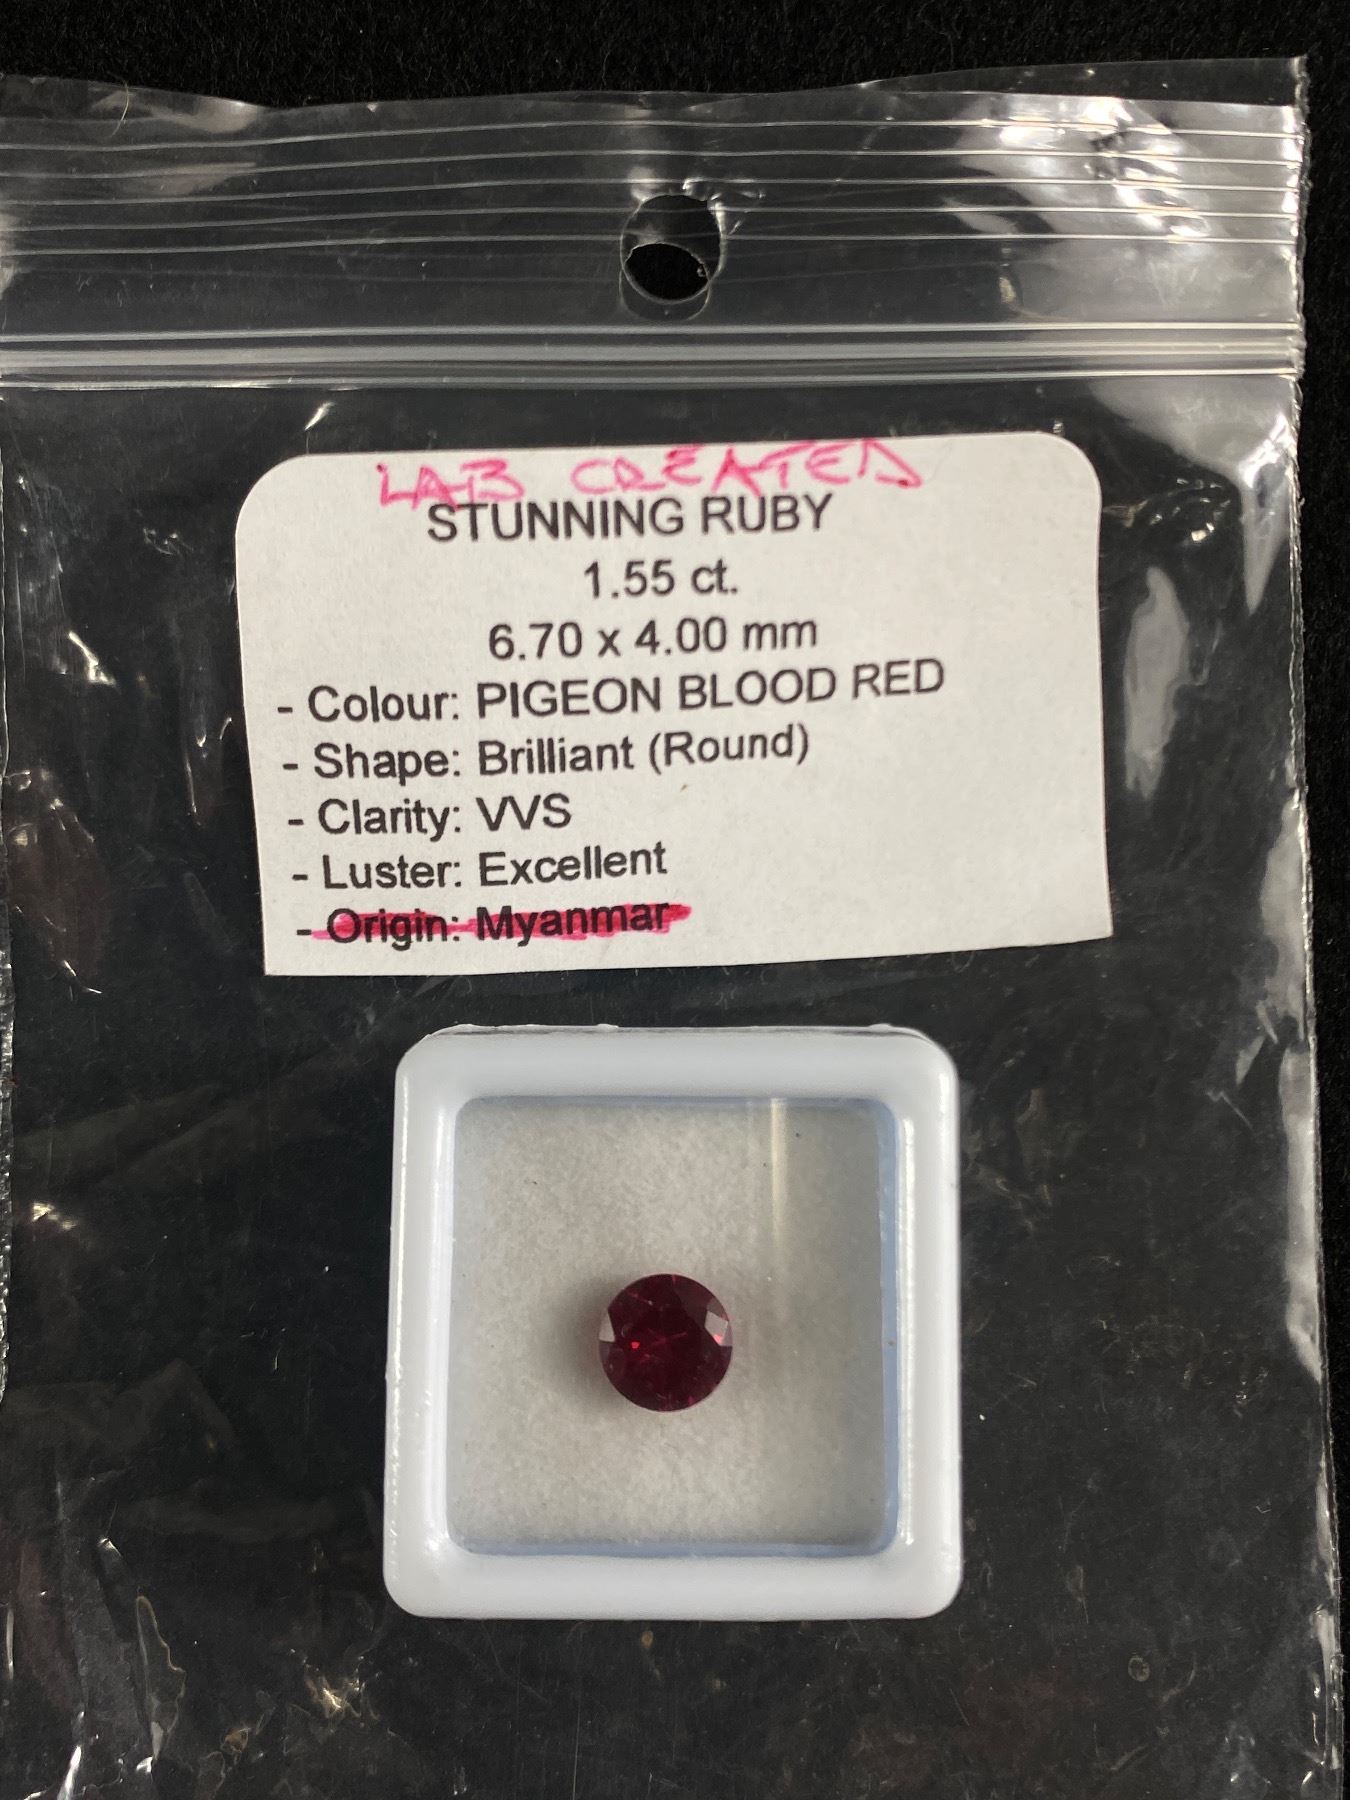 LAB CREATED
STUNNING RUBY
1.55 ct.
6.70 x 4.00 mm
- Colour: PIGEON BLOOD RED
- Shape: Brilliant (Round)
- Clarity: VVS
- Luster: Excellent
- Origin: Myanmar